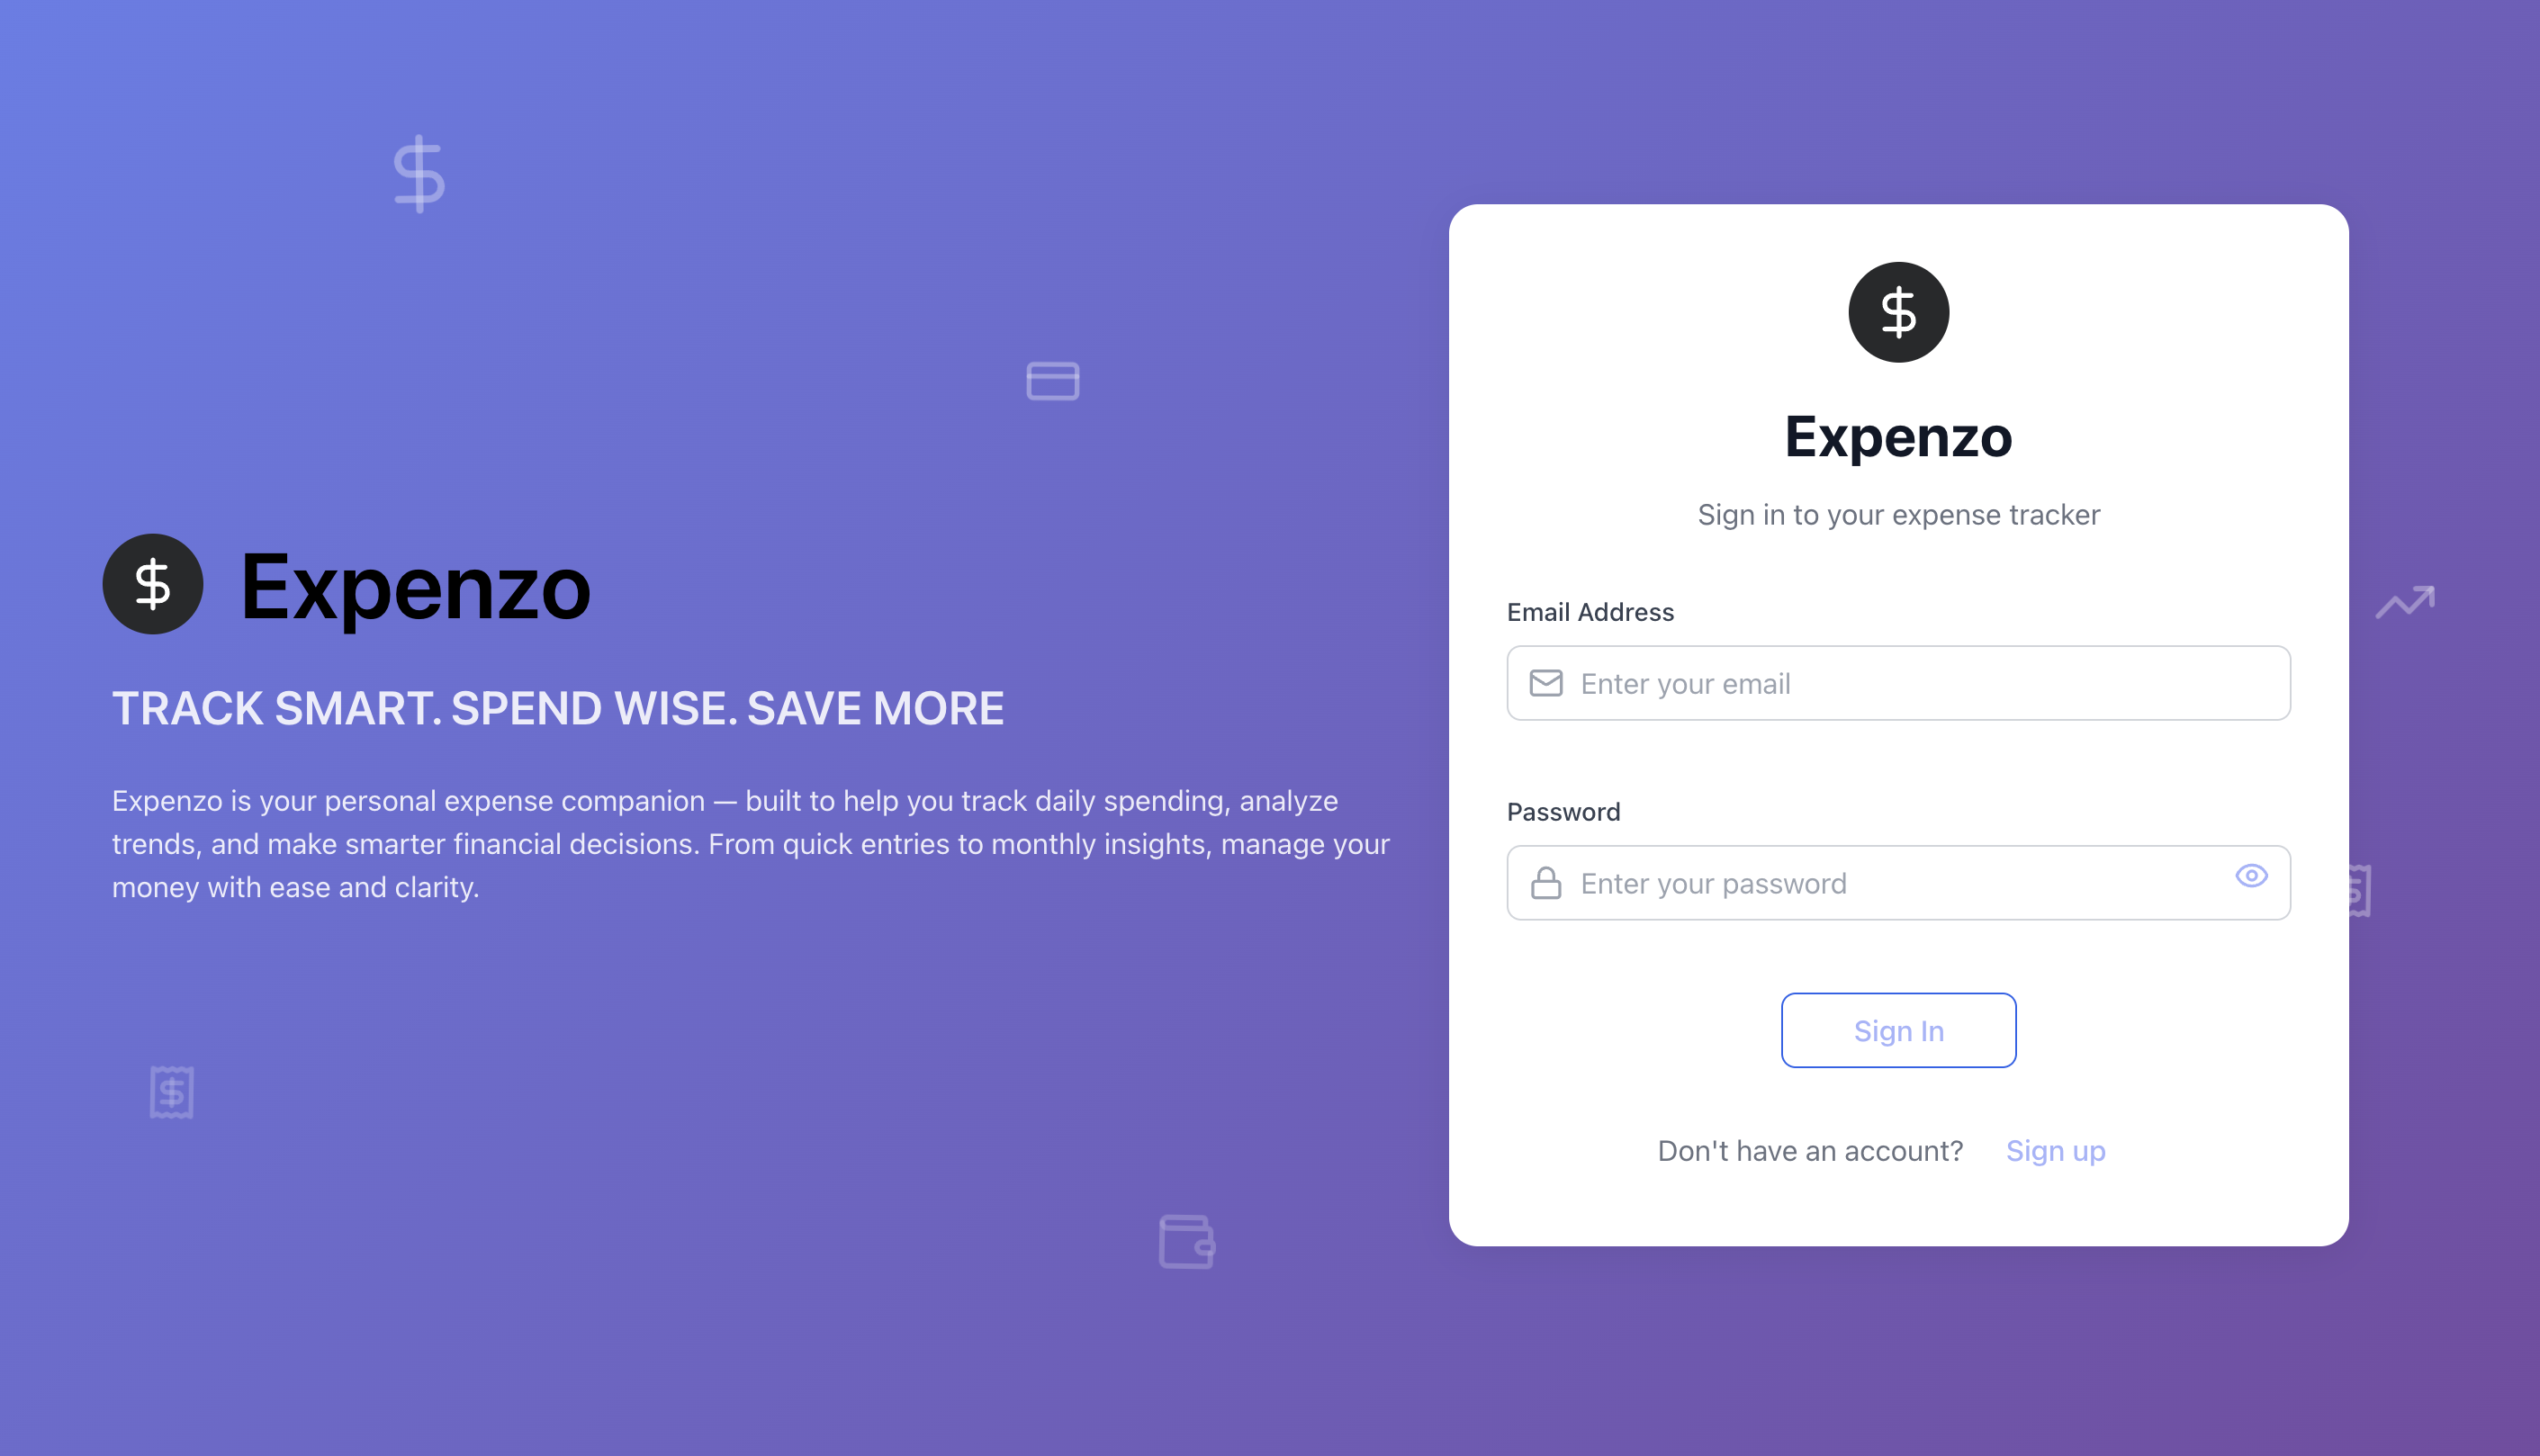 Expenzo
TRACK SMART. SPEND WISE. SAVE MORE
Expenzo is your personal expense companion — built to help you track daily spending, analyze
trends, and make smarter financial decisions. From quick entries to monthly insights, manage your
money with ease and clarity.
Expenzo
Sign in to your expense tracker
Email Address
Enter your email
Password
Enter your password
Sign In
Don't have an account? Sign up